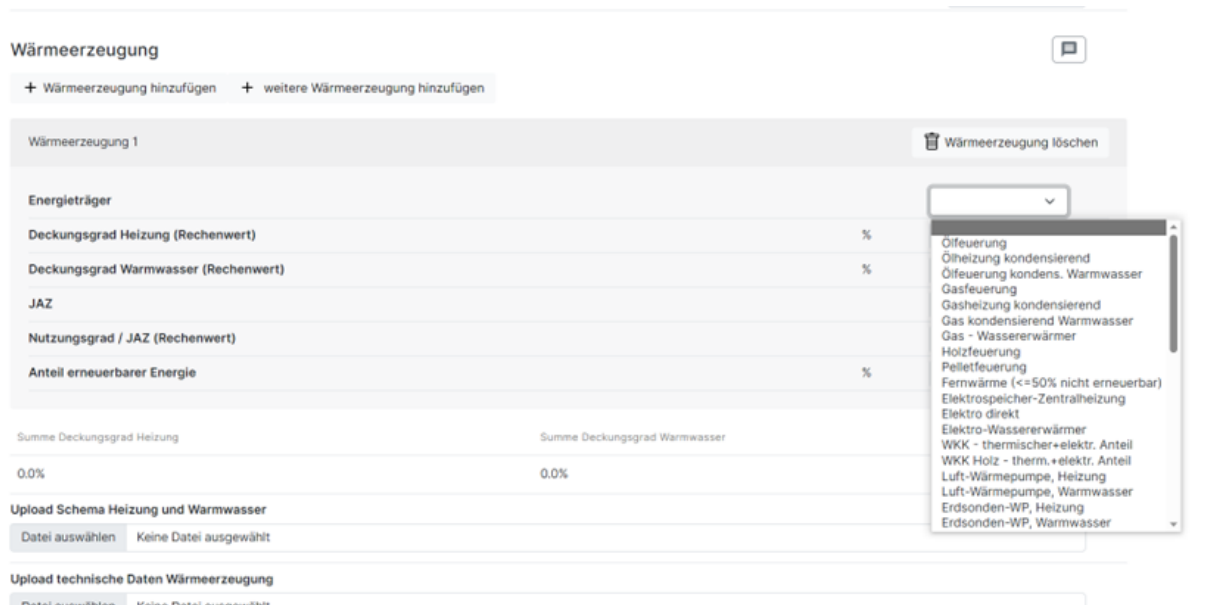 Wärmeerzeugung
+ Wärmeerzeugung hinzufügen + weitere Wärmeerzeugung hinzufügen
Wärmeerzeugung 1 Wärmeerzeugung löschen
Energieträger
Deckungsgrad Heizung (Rechenwert) %
Deckungsgrad Warmwasser (Rechenwert) %
JAZ
Nutzungsgrad / JAZ (Rechenwert)
Anteil erneuerbarer Energie %
Ölfeuerung
Ölheizung kondensierend
Ölfeuerung kondens. Warmwasser
Gasfeuerung
Gasheizung kondensierend
Gas kondensierend Warmwasser
Gas - Wassererwärmer
Holzfeuerung
Pelletfeuerung
Fernwärme (<=50% nicht erneuerbar)
Elektrospeicher-Zentralheizung
Elektro direkt
Elektro-Wassererwärmer
WKK - thermischer+elektr. Anteil
WKK Holz - therm.+elektr. Anteil
Luft-Wärmepumpe, Heizung
Luft-Wärmepumpe, Warmwasser
Erdsonden-WP, Heizung
Erdsonden-WP, Warmwasser
Summe Deckungsgrad Heizung Summe Deckungsgrad Warmwasser
0.0% 0.0%
Upload Schema Heizung und Warmwasser
Datei auswählen Keine Datei ausgewählt
Upload technische Daten Wärmeerzeugung
Datei auswählen Keine Datei ausgewählt